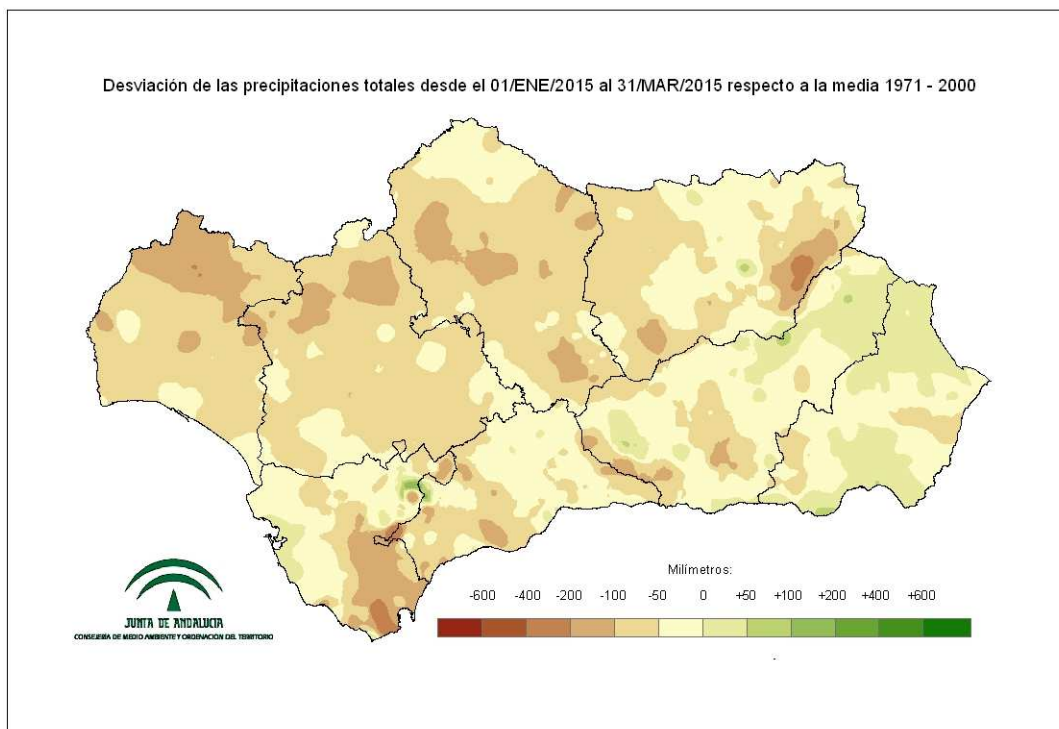 Desviación de las precipitaciones totales desde el 01/ENE/2015 al 31/MAR/2015 respecto a la media 1971 - 2000
Milímetros:
-600 -400 -200 -100 -50 0 +50 +100 +200 +400 +600
JUNTA DE ANDALUCIA
CONSEJERÍA DE MEDIO AMBIENTE Y ORDENACIÓN DEL TERRITORIO